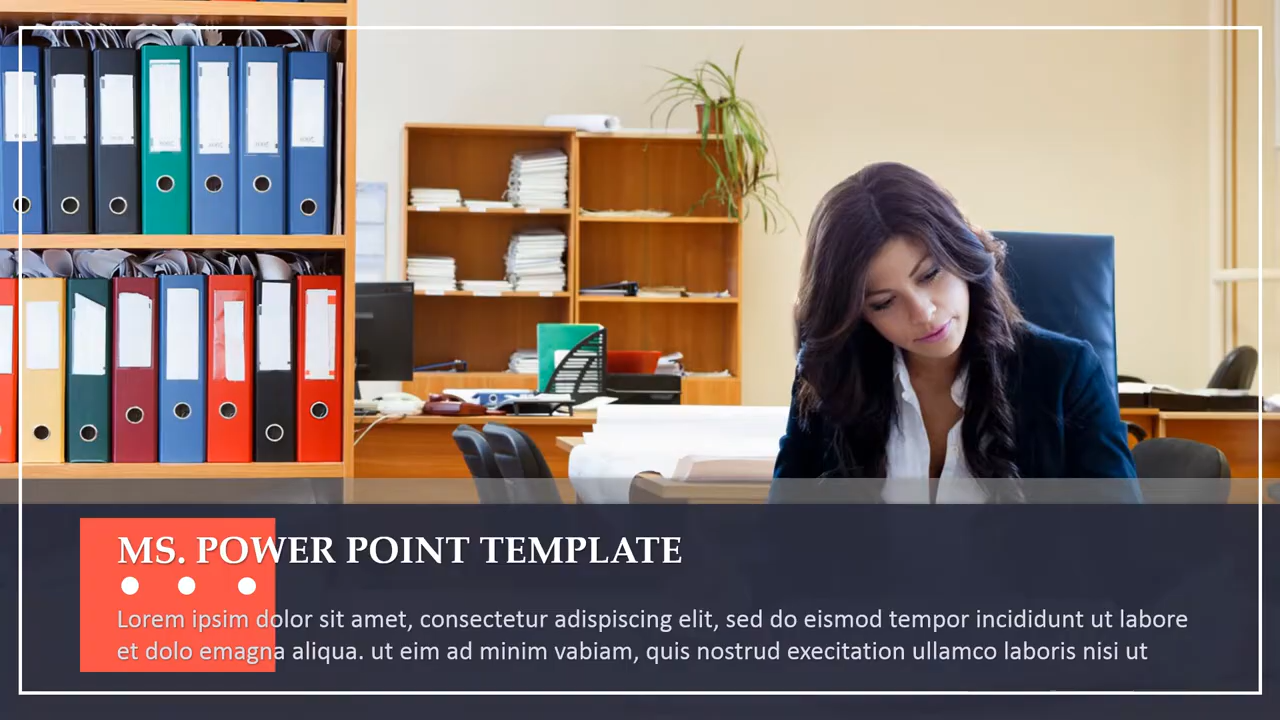 MS. POWER POINT TEMPLATE
Lorem ipsim dolor sit amet, consectetur adispiscing elit, sed do eismod tempor incididunt ut labore
et dolo emagna aliqua. ut eim ad minim vabiam, quis nostrud execitation ullamco laboris nisi ut